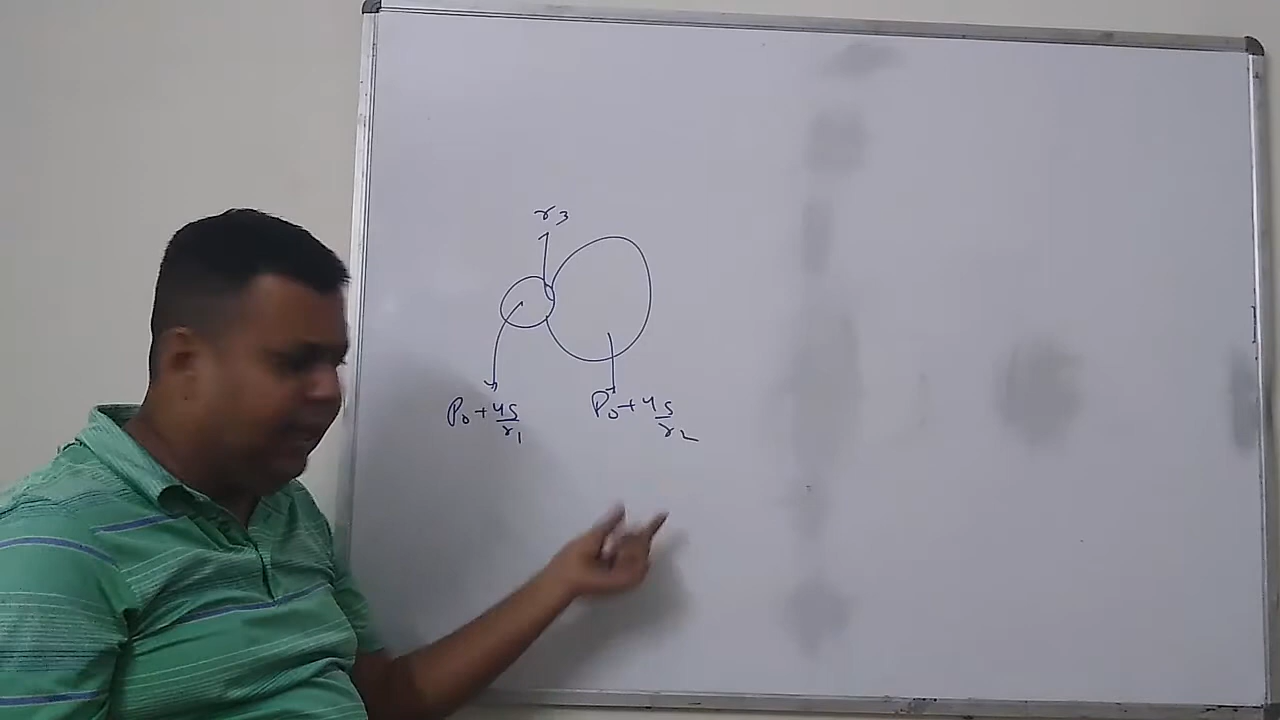 r₃
P₀ + 4S/r₁
P₀ + 4S/r₂